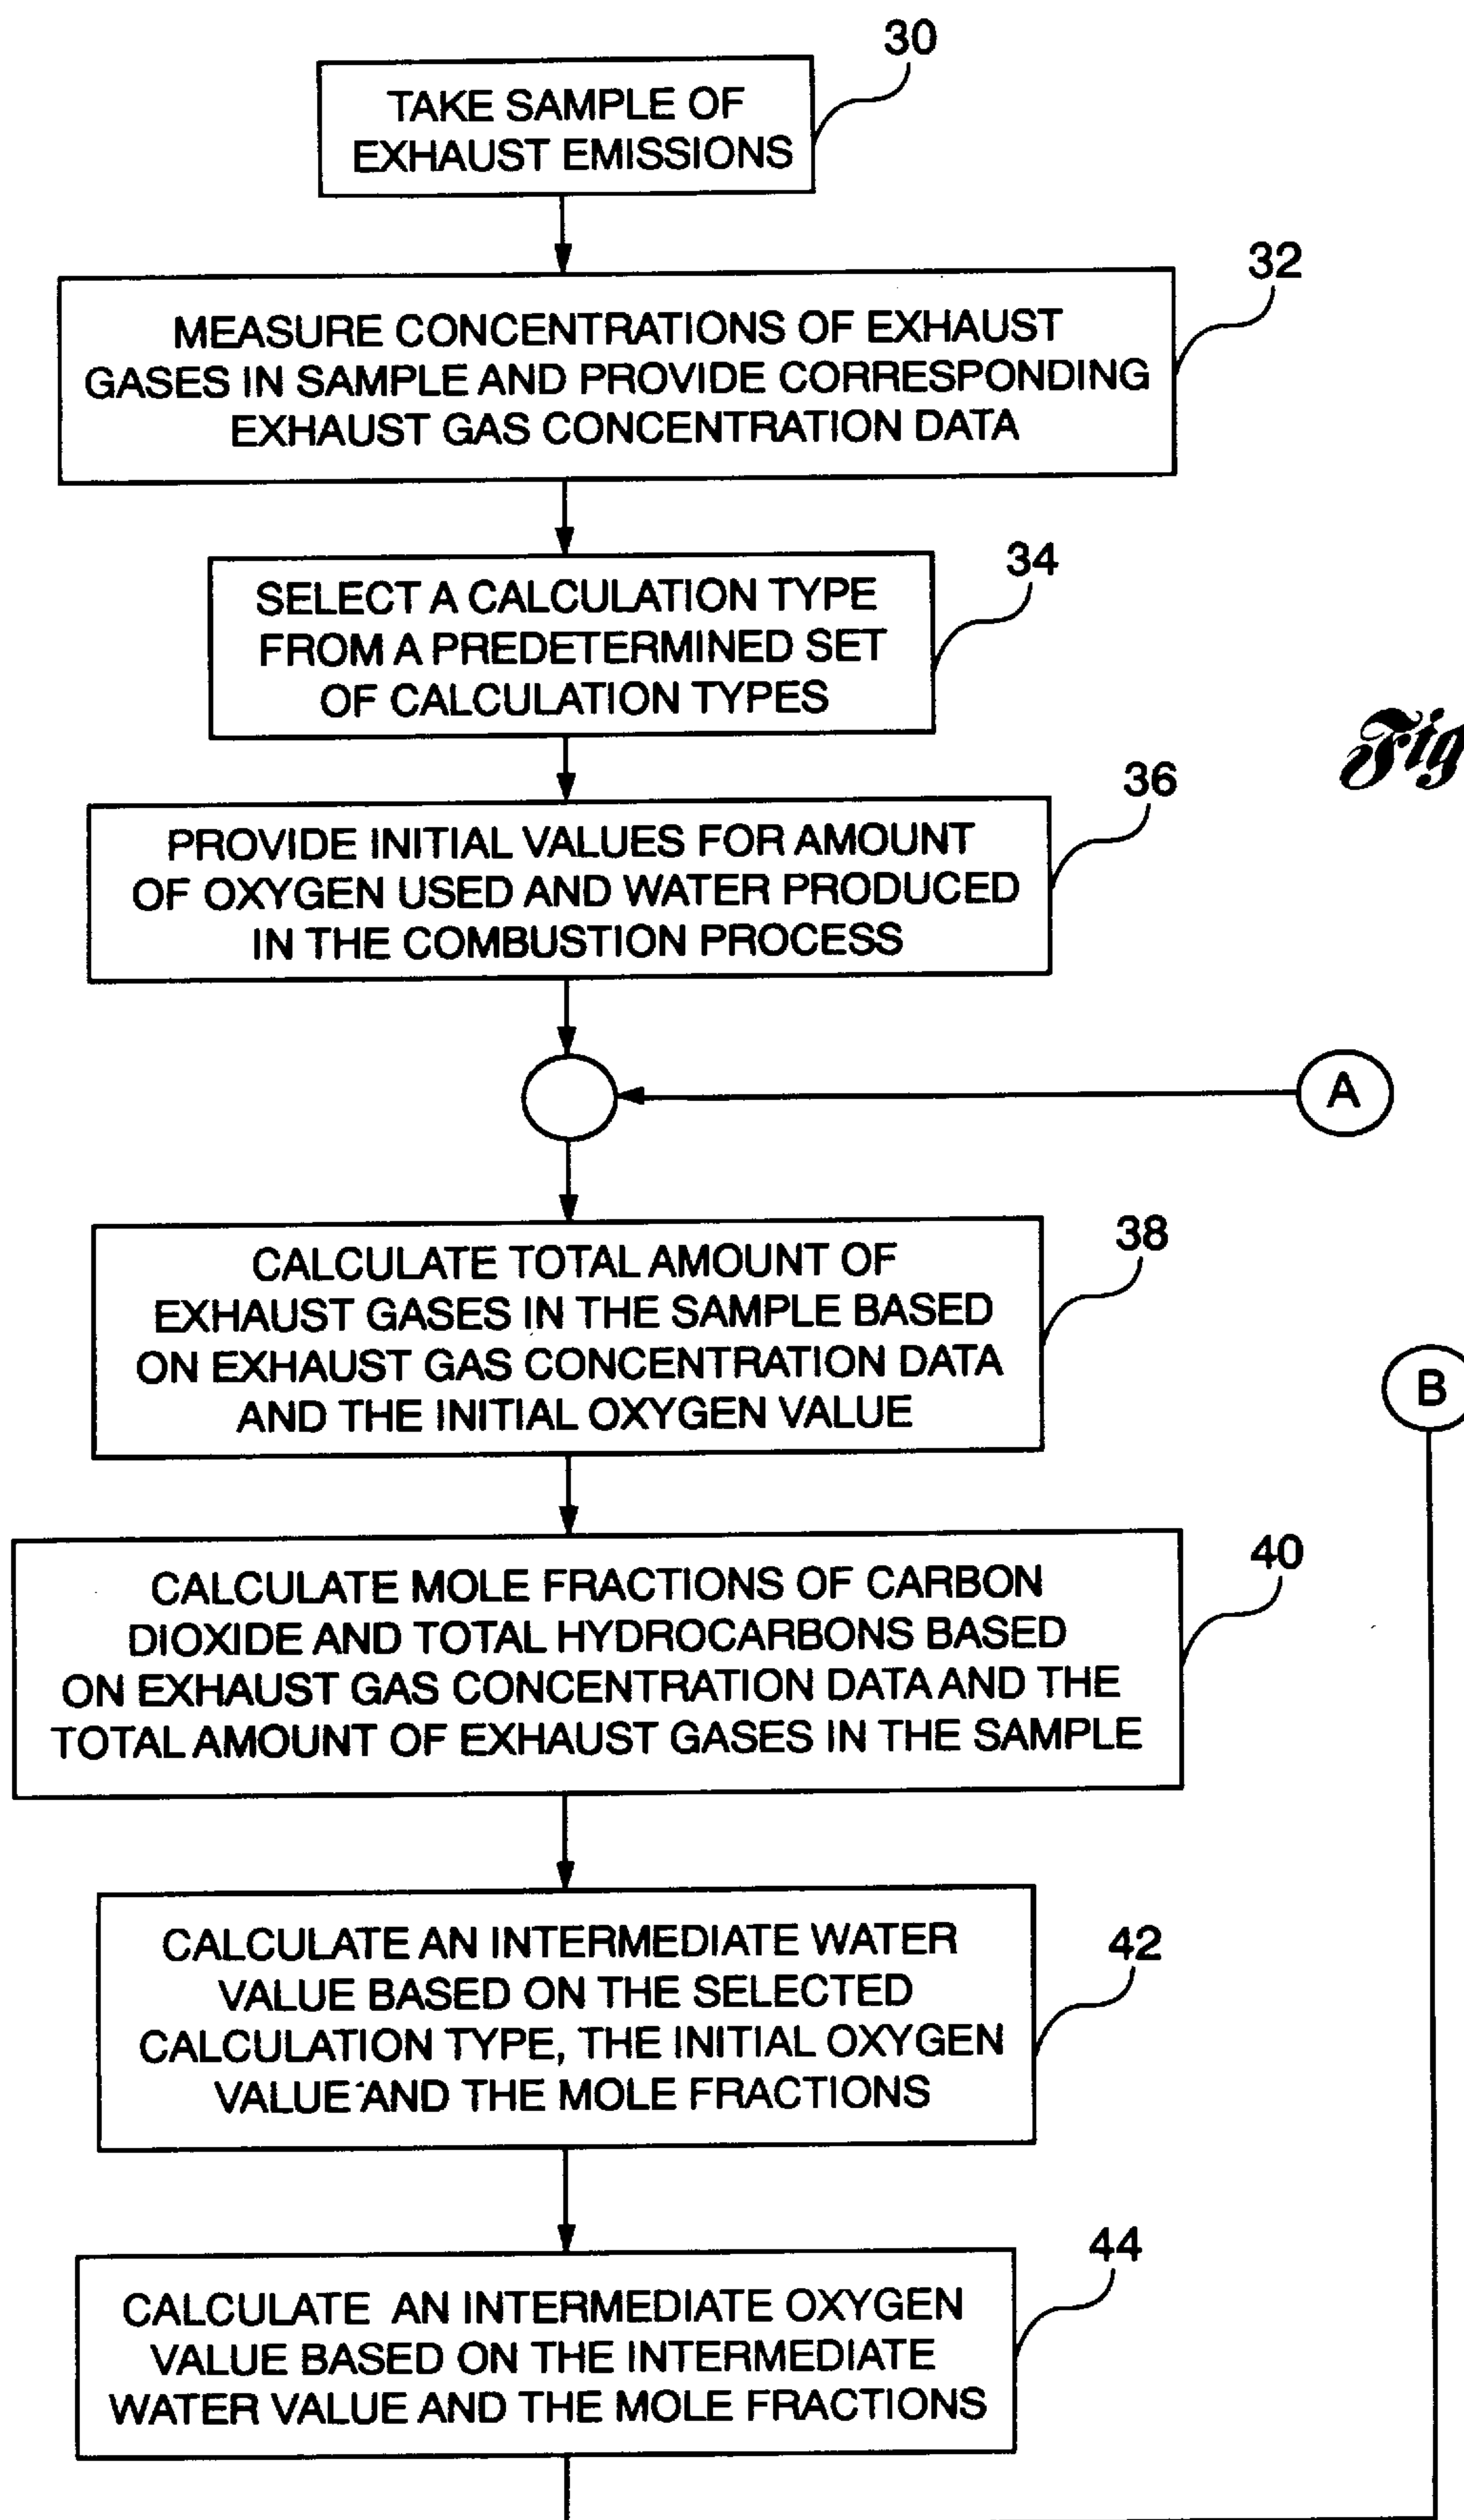 30
TAKE SAMPLE OF
EXHAUST EMISSIONS
32
MEASURE CONCENTRATIONS OF EXHAUST
GASES IN SAMPLE AND PROVIDE CORRESPONDING
EXHAUST GAS CONCENTRATION DATA
34
SELECT A CALCULATION TYPE
FROM A PREDETERMINED SET
OF CALCULATION TYPES
Fig
36
PROVIDE INITIAL VALUES FOR AMOUNT
OF OXYGEN USED AND WATER PRODUCED
IN THE COMBUSTION PROCESS
A
38
CALCULATE TOTAL AMOUNT OF
EXHAUST GASES IN THE SAMPLE BASED
ON EXHAUST GAS CONCENTRATION DATA
AND THE INITIAL OXYGEN VALUE
B
40
CALCULATE MOLE FRACTIONS OF CARBON
DIOXIDE AND TOTAL HYDROCARBONS BASED
ON EXHAUST GAS CONCENTRATION DATA AND THE
TOTAL AMOUNT OF EXHAUST GASES IN THE SAMPLE
42
CALCULATE AN INTERMEDIATE WATER
VALUE BASED ON THE SELECTED
CALCULATION TYPE, THE INITIAL OXYGEN
VALUE AND THE MOLE FRACTIONS
44
CALCULATE AN INTERMEDIATE OXYGEN
VALUE BASED ON THE INTERMEDIATE
WATER VALUE AND THE MOLE FRACTIONS